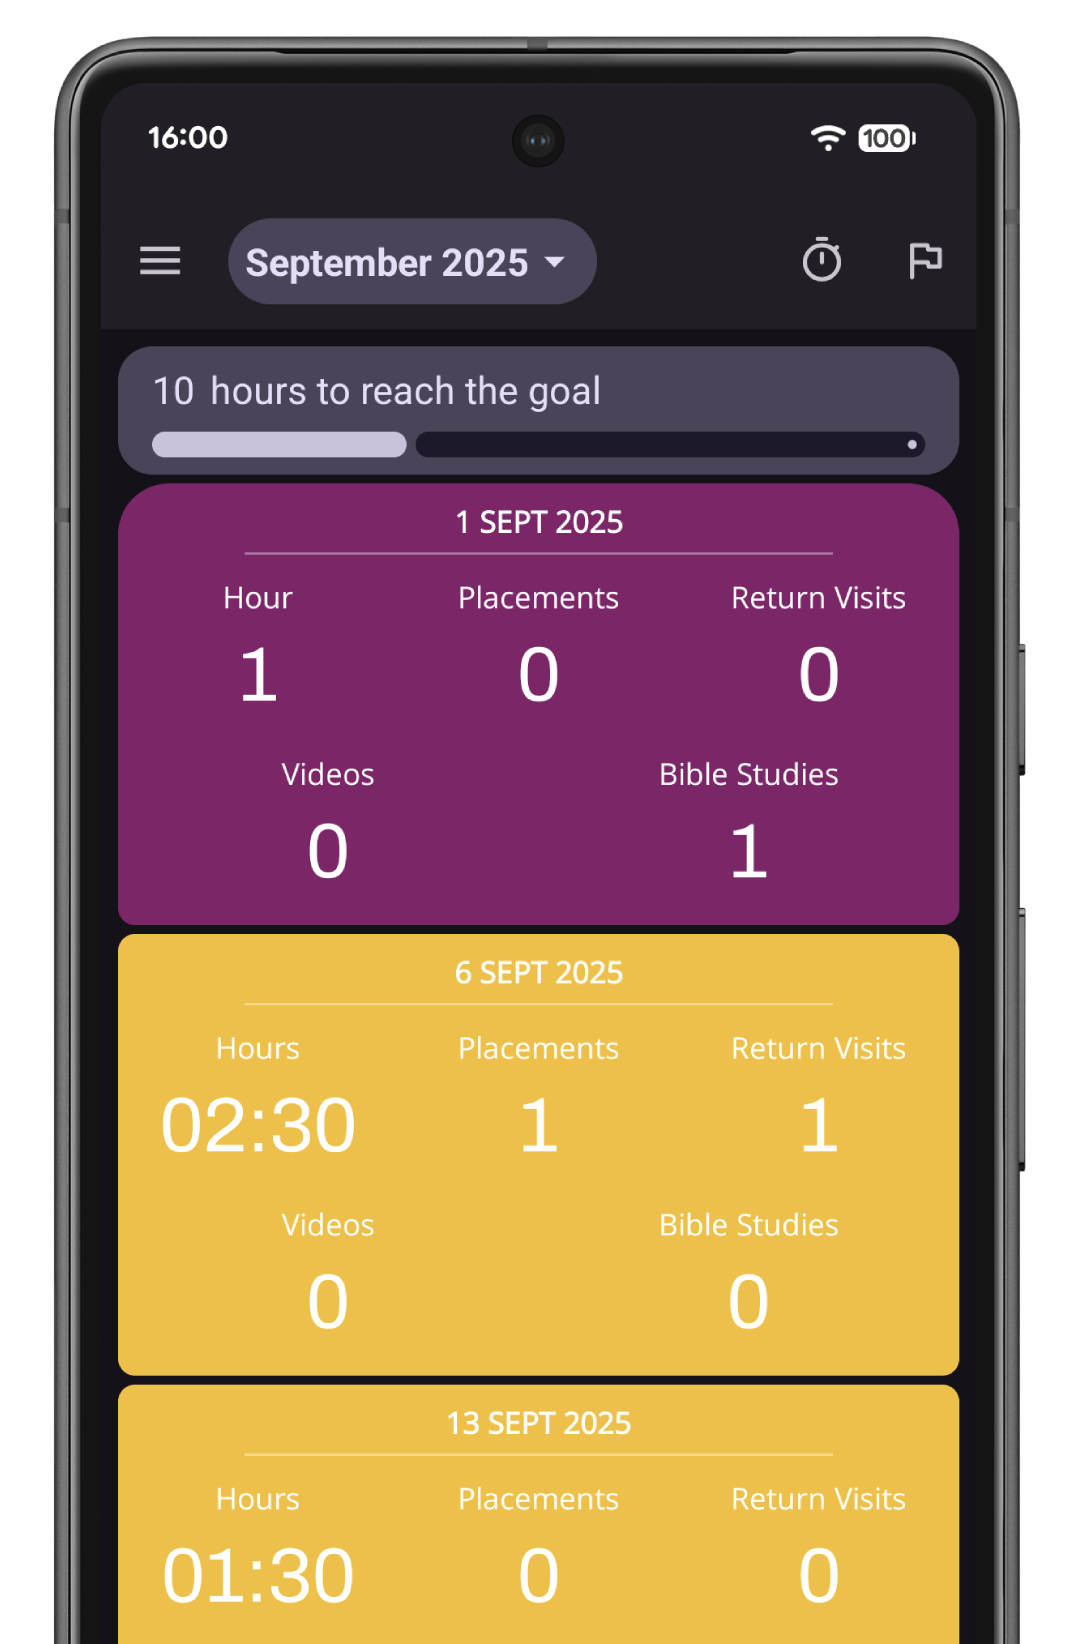 16:00
100
September 2025
10 hours to reach the goal
1 SEPT 2025
Hour Placements Return Visits
1 0 0
Videos Bible Studies
0 1
6 SEPT 2025
Hours Placements Return Visits
02:30 1 1
Videos Bible Studies
0 0
13 SEPT 2025
Hours Placements Return Visits
01:30 0 0